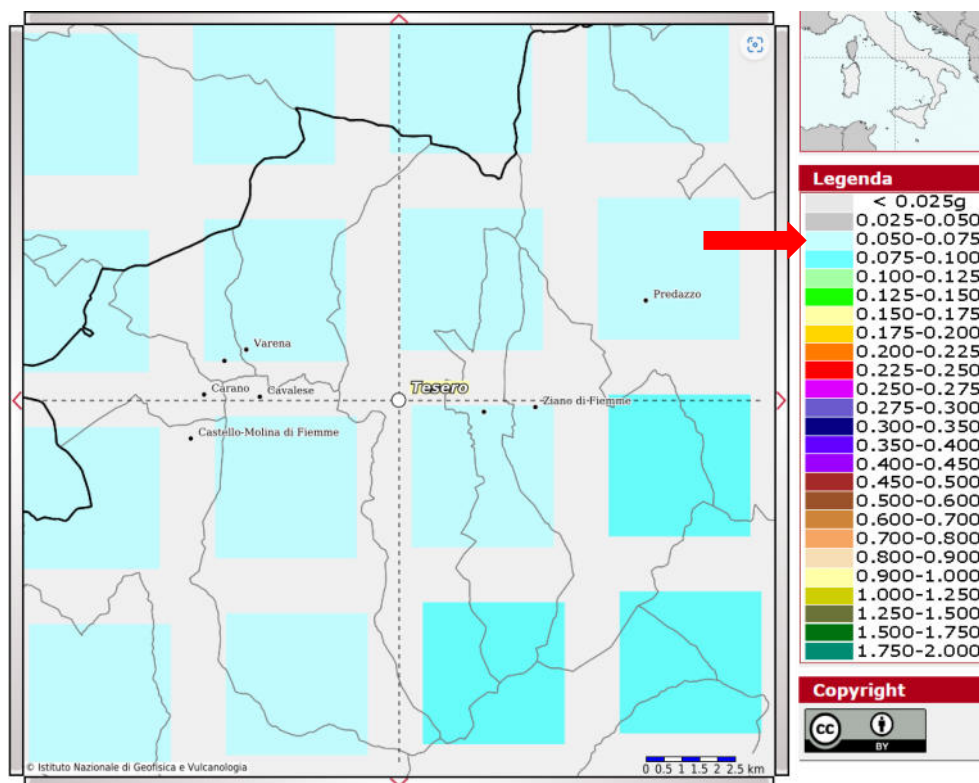 Varena
Carano
Cavalese
Castello-Molina di Fiemme
Tesero
Ziano di Fiemme
Predazzo
© Istituto Nazionale di Geofisica e Vulcanologia
0 0.5 1 1.5 2 2.5 km
Legenda
< 0.025g
0.025-0.050
0.050-0.075
0.075-0.100
0.100-0.125
0.125-0.150
0.150-0.175
0.175-0.200
0.200-0.225
0.225-0.250
0.250-0.275
0.275-0.300
0.300-0.350
0.350-0.400
0.400-0.450
0.450-0.500
0.500-0.600
0.600-0.700
0.700-0.800
0.800-0.900
0.900-1.000
1.000-1.250
1.250-1.500
1.500-1.750
1.750-2.000
Copyright
cc
BY